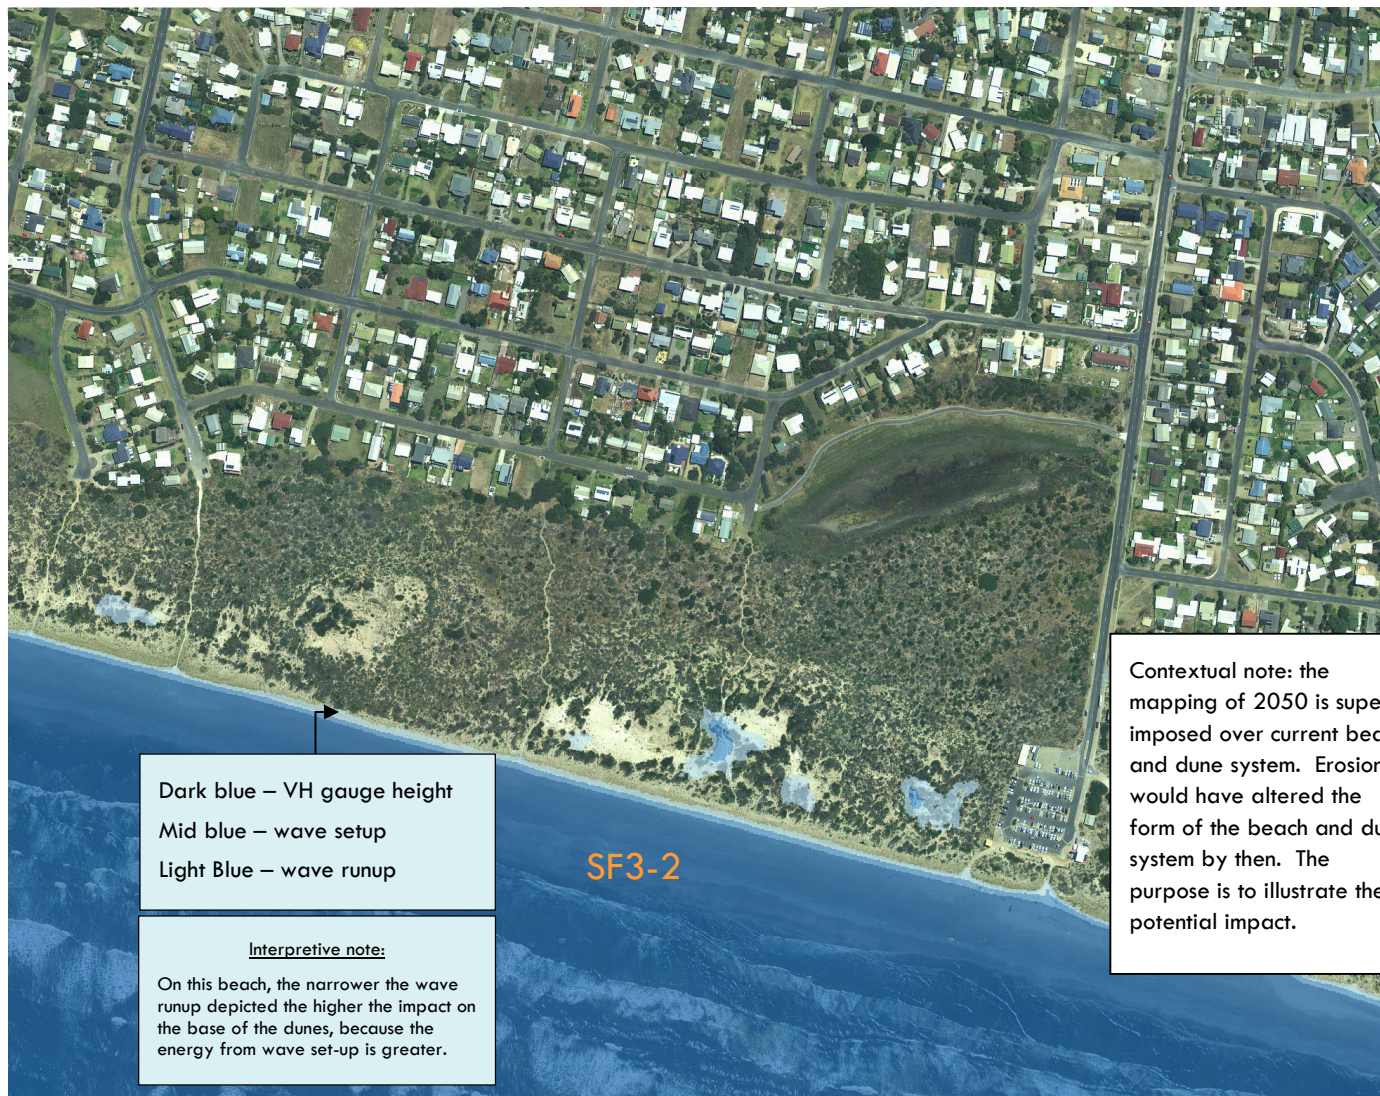 Contextual note: the
mapping of 2050 is
imposed over current
and dune system. Erosion
would have altered the
form of the beach and
system by then. The
purpose is to illustrate the
potential impact.
Dark blue – VH gauge height
Mid blue – wave setup
Light Blue – wave runup
SF3-2
Interpretive note:
On this beach, the narrower the wave
runup depicted the higher the impact on
the base of the dunes, because the
energy from wave set-up is greater.